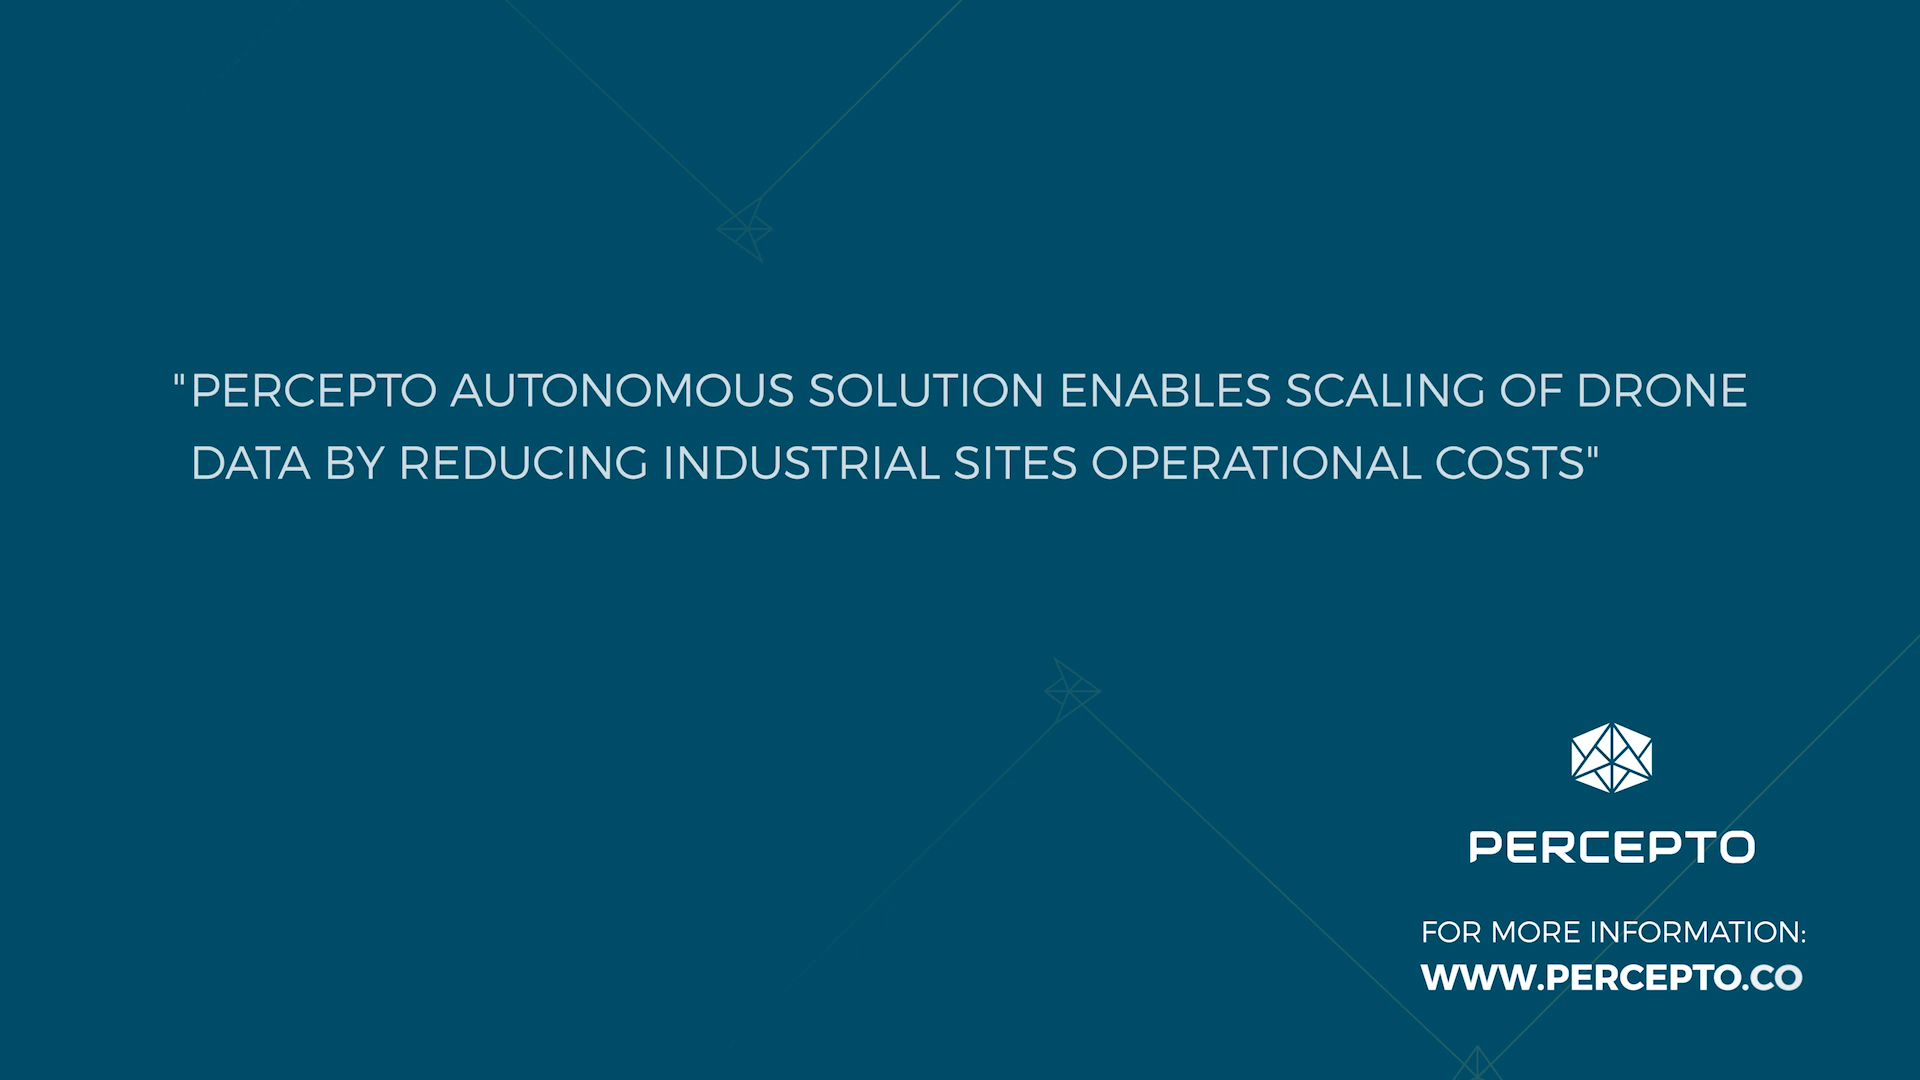 "PERCEPTO AUTONOMOUS SOLUTION ENABLES SCALING OF DRONE
DATA BY REDUCING INDUSTRIAL SITES OPERATIONAL COSTS"
PERCEPTO
FOR MORE INFORMATION:
WWW.PERCEPTO.CO